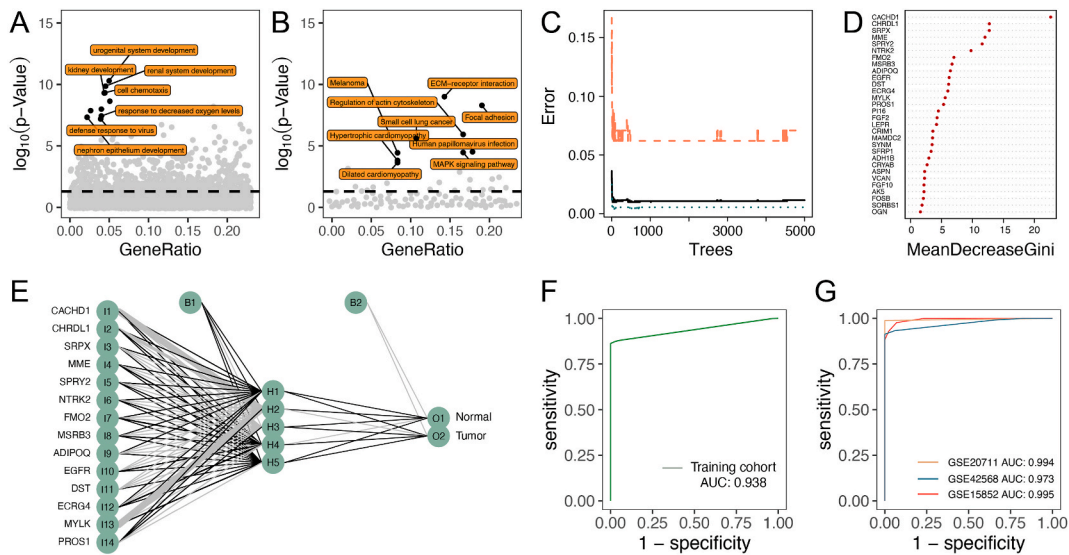 A
15
10
5
0
log10(p−Value)
urogenital system development
kidney development
renal system development
cell chemotaxis
response to decreased oxygen levels
defense response to virus
nephron epithelium development
0.00 0.05 0.10 0.15 0.20
GeneRatio
B
15
10
5
0
log10(p−Value)
Melanoma
ECM−receptor interaction
Regulation of actin cytoskeleton
Small cell lung cancer
Focal adhesion
Hypertrophic cardiomyopathy
Human papillomavirus infection
MAPK signaling pathway
Dilated cardiomyopathy
0.00 0.05 0.10 0.15 0.20
GeneRatio
C
0.15
0.10
0.05
0.00
Error
0 1000 3000 5000
Trees
D
CACHD1
CHRDL1
SRPX
MME
SPRY2
NTRK2
FMO2
MSRB3
ADIPOQ
EGFR
DST
ECRG4
MYLK
PROS1
PI16
FGF2
LEPR
CRIM1
MAMDC2
SYNM
SFRP1
ADH1B
CRYAB
ASPN
VCAN
FGF10
AK5
FOSB
SORBS1
OGN
0 5 10 15 20
MeanDecreaseGini
E
B1
B2
CACHD1 I1
CHRDL1 I2
SRPX I3
MME I4
SPRY2 I5
NTRK2 I6
FMO2 I7
MSRB3 I8
ADIPOQ I9
EGFR I10
DST I11
ECRG4 I12
MYLK I13
PROS1 I14
H1
H2
H3
H4
H5
O1 Normal
O2 Tumor
F
1.00
0.75
0.50
0.25
0.00
sensitivity
Training cohort
AUC: 0.938
0.00 0.25 0.50 0.75 1.00
1 − specificity
G
1.00
0.75
0.50
0.25
0.00
sensitivity
GSE20711 AUC: 0.994
GSE42568 AUC: 0.973
GSE15852 AUC: 0.995
0.00 0.25 0.50 0.75 1.00
1 − specificity